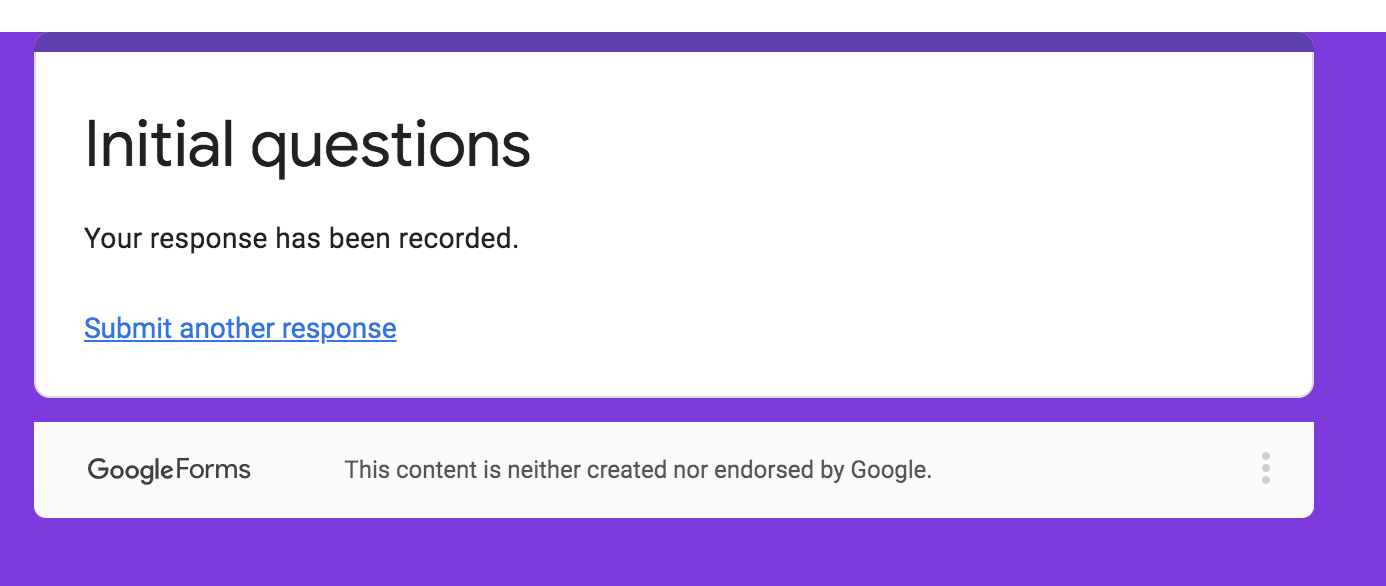 Initial questions
Your response has been recorded.
Submit another response
Google Forms This content is neither created nor endorsed by Google.